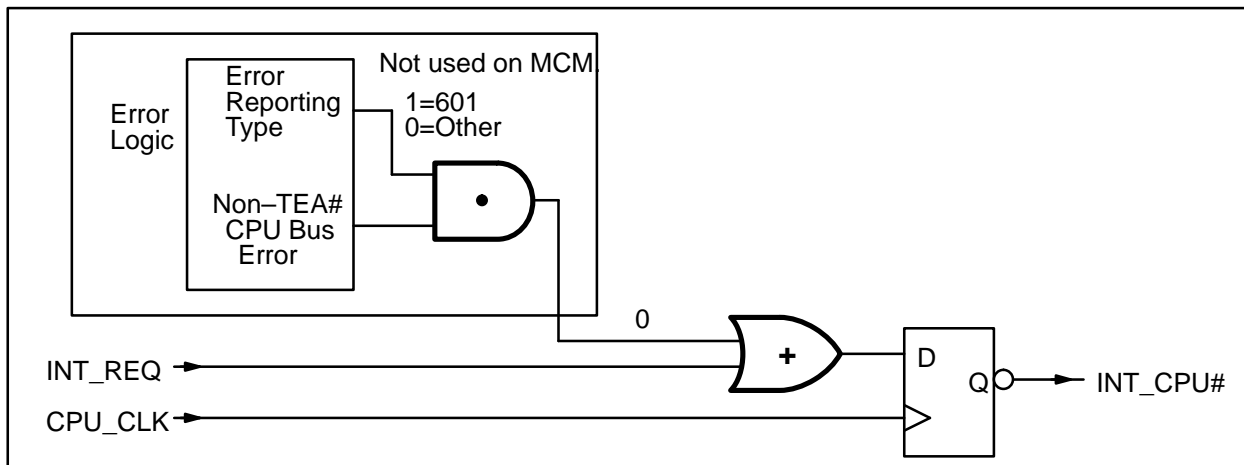 Error
Logic
Error
Reporting
Type
Non–TEA#
CPU Bus
Error
Not used on MCM.
1=601
0=Other
0
INT_REQ
CPU_CLK
+
D
Q
INT_CPU#